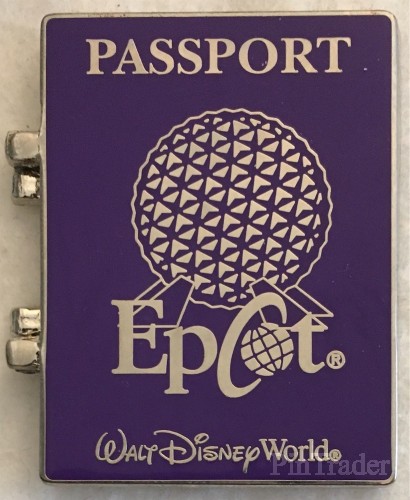 PASSPORT
Epcot®
Walt Disney World®
PinTrader